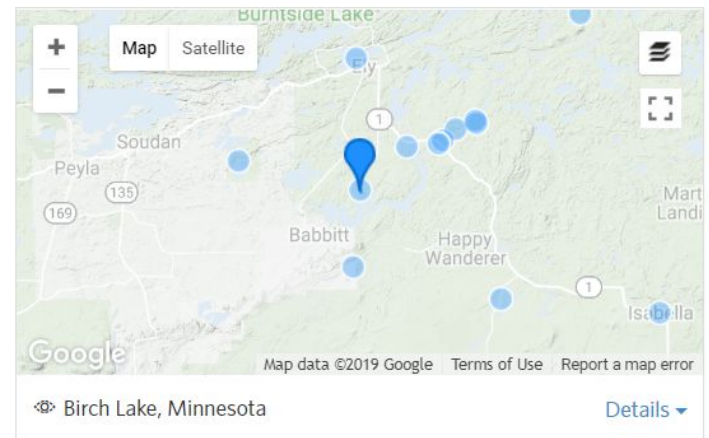 Burntside Lake
Map Satellite
Ely
1
Soudan
Peyla
135
169
Mart
Landi
Babbitt
Happy
Wanderer
1
Isabella
Google
Map data ©2019 Google Terms of Use Report a map error
Birch Lake, Minnesota
Details